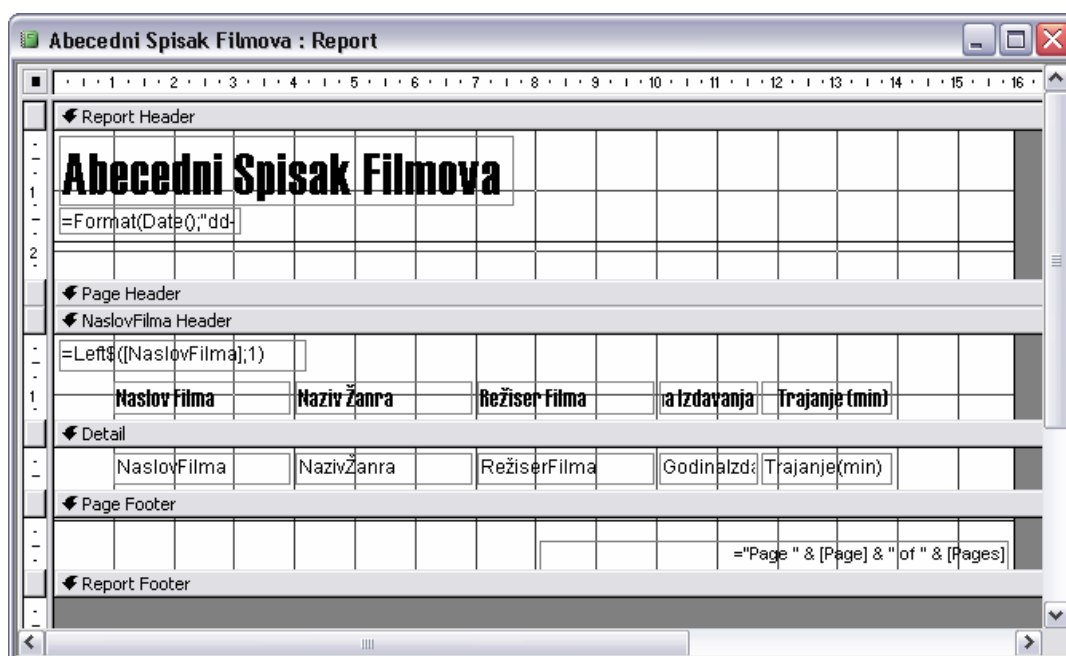 Abecedni Spisak Filmova : Report
1 2 3 4 5 6 7 8 9 10 11 12 13 14 15 16
Report Header
Abecedni Spisak Filmova
1
=Format(Date();"dd-
2
Page Header
NaslovFilma Header
=Left$([NaslovFilma];1)
1
Naslov Filma Naziv Žanra Režiser Filma a Izdavanja Trajanje (min)
Detail
NaslovFilma NazivŽanra RežiserFilma GodinaIzda Trajanje(min)
Page Footer
="Page " & [Page] & " of " & [Pages]
Report Footer